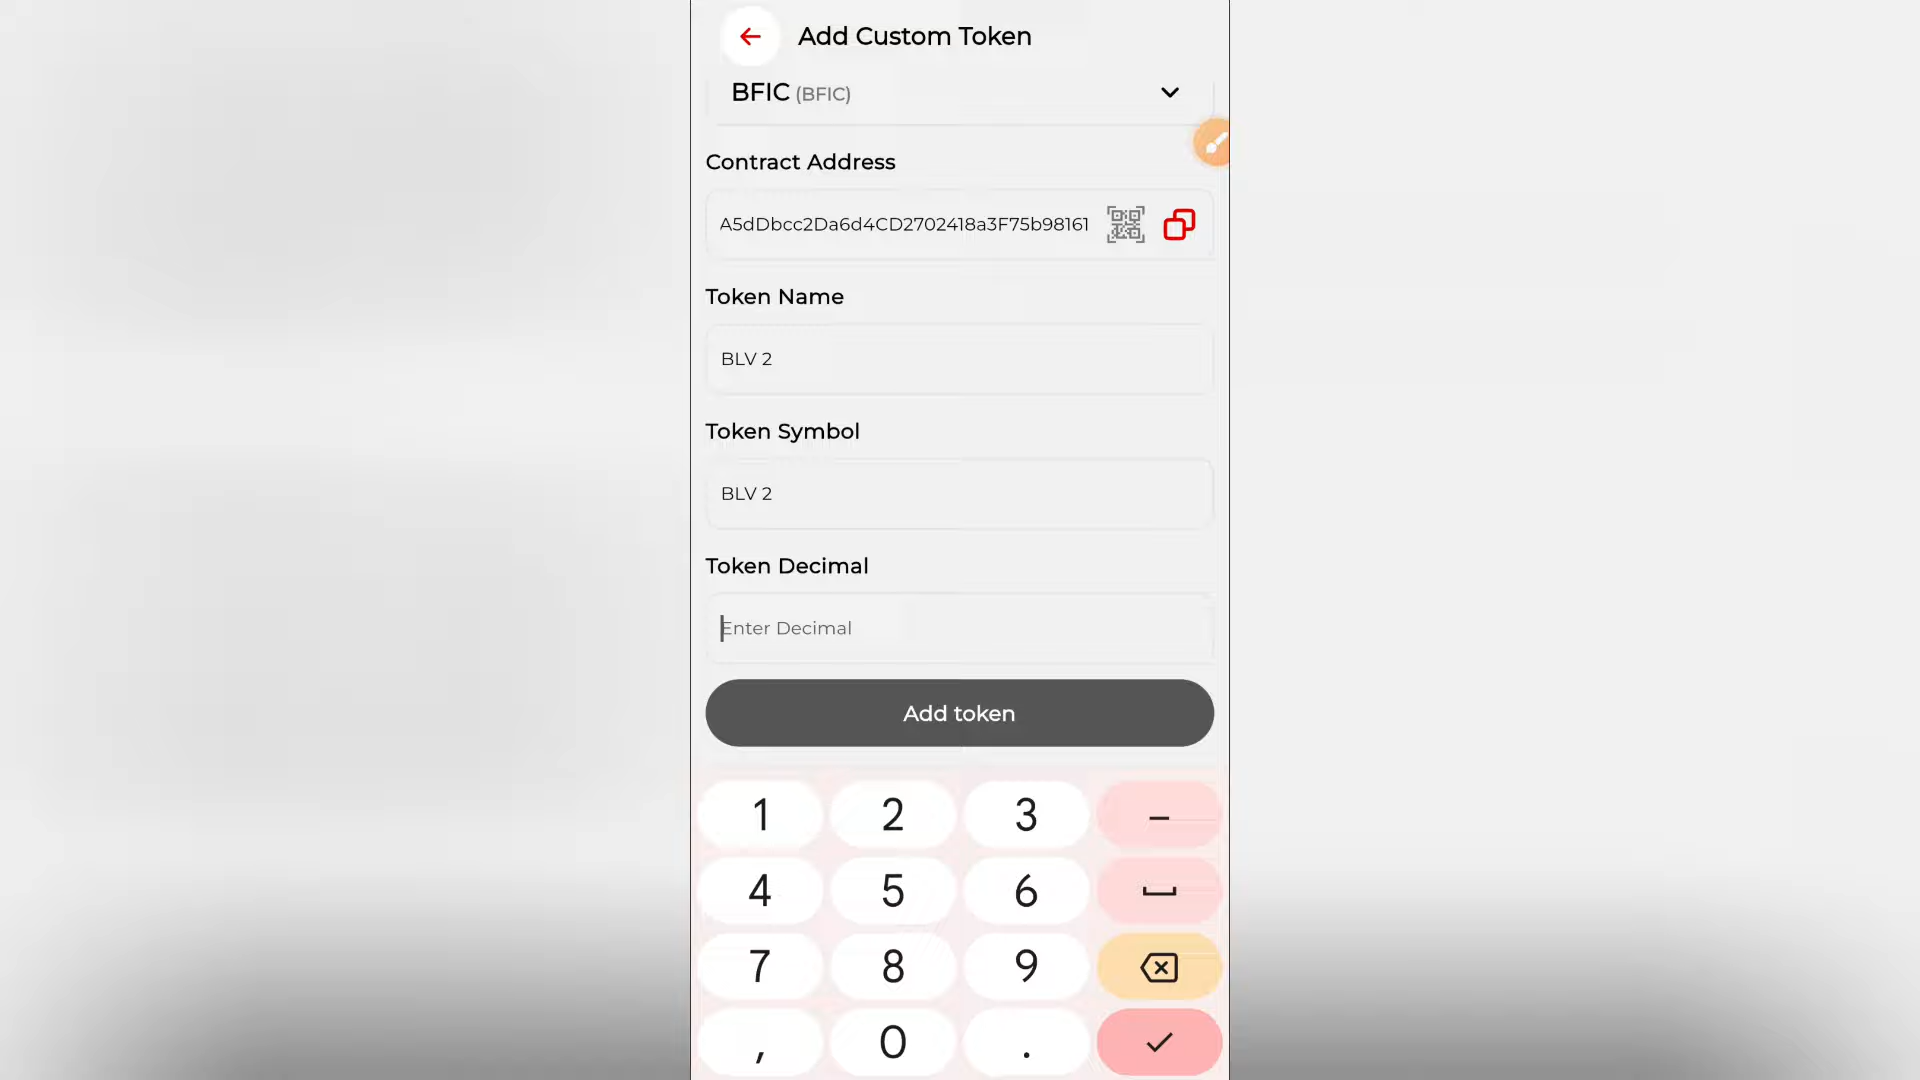 Add Custom Token
BFIC (BFIC)
Contract Address
A5dDbcc2Da6d4CD2702418a3F75b98161
Token Name
BLV 2
Token Symbol
BLV 2
Token Decimal
Enter Decimal
Add token
1 2 3 –
4 5 6
7 8 9
, 0 .